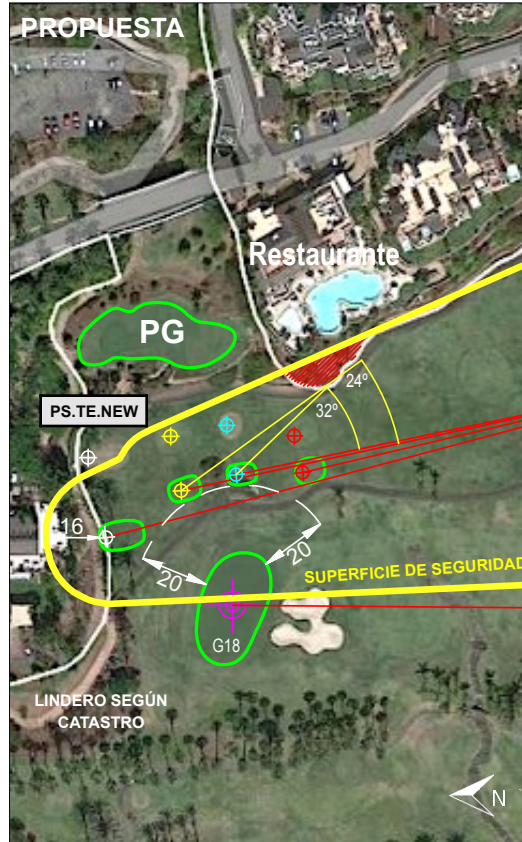 PROPUESTA
Restaurante
PG
24º
32º
PS.TE.NEW
16
20
20
SUPERFICIE DE SEGURIDAD
G18
LINDERO SEGÚN
CATASTRO
N